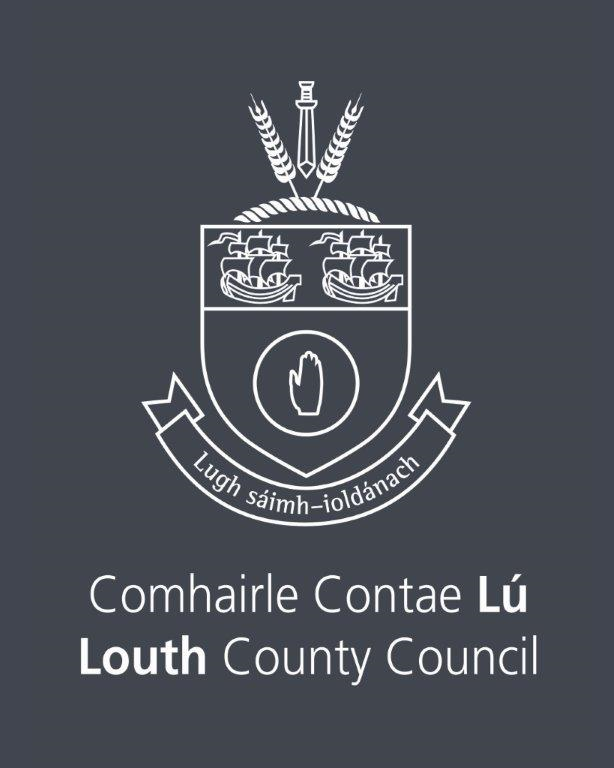 Lugh sáimh-ioldánach
Comhairle Contae Lú
Louth County Council